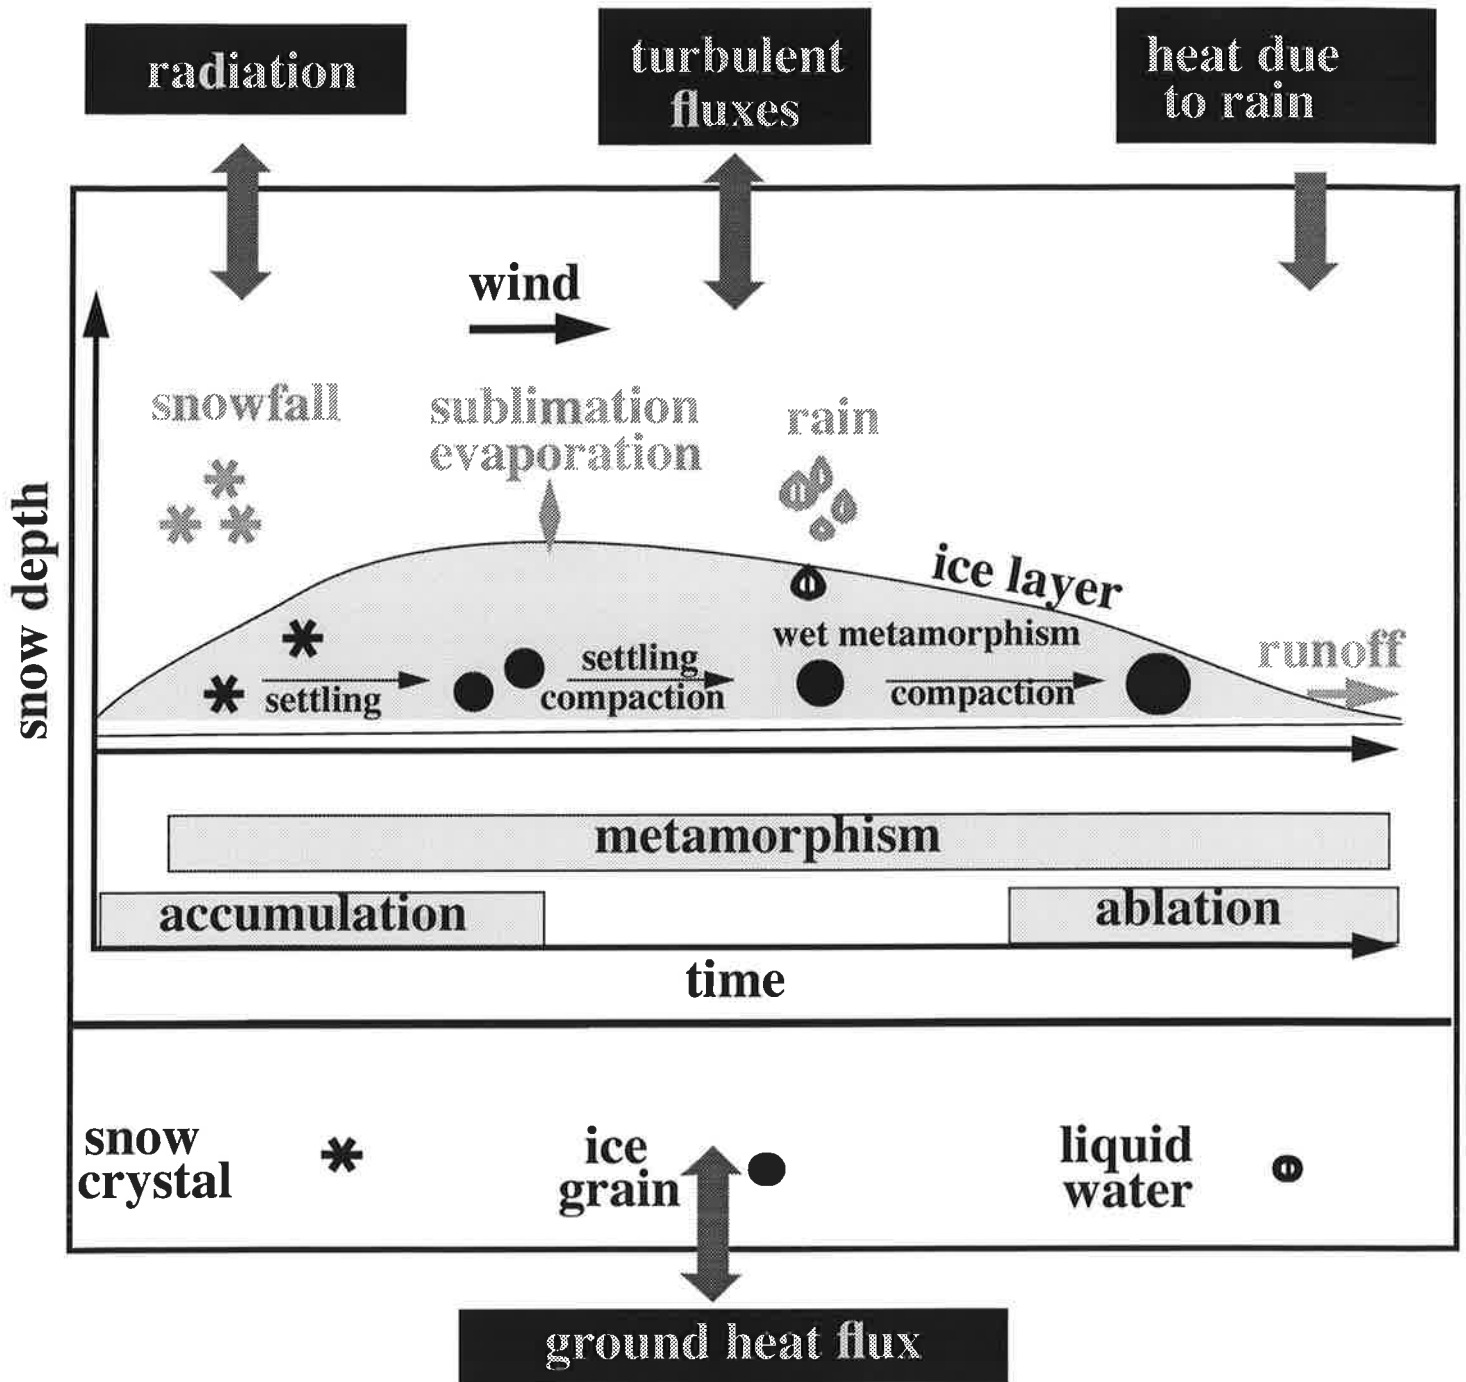 radiation
turbulent
fluxes
heat due
to rain
wind
snowfall
sublimation
evaporation
rain
snow depth
ice layer
wet metamorphism
settling
settling
compaction
compaction
runoff
metamorphism
accumulation
ablation
time
snow
crystal
ice
grain
liquid
water
ground heat flux